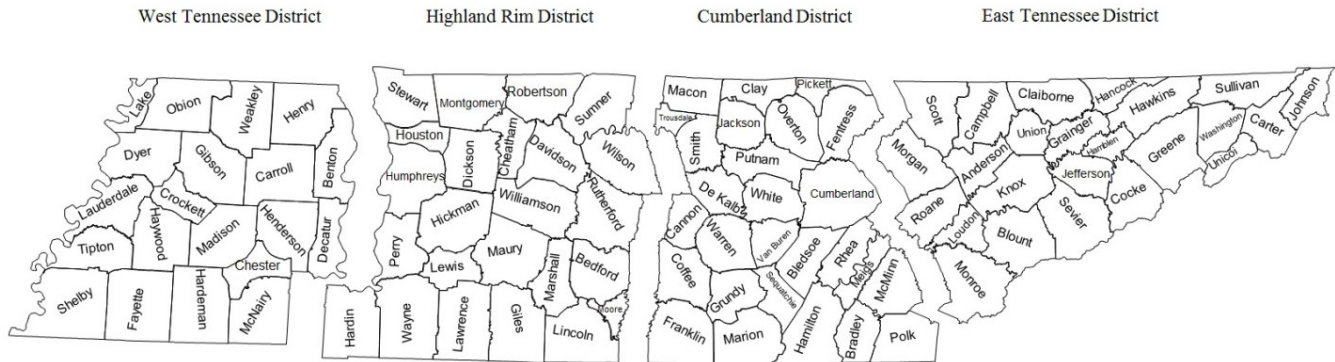 West Tennessee District
Highland Rim District
Cumberland District
East Tennessee District
Lake
Obion
Weakley
Henry
Dyer
Gibson
Carroll
Benton
Lauderdale
Crockett
Haywood
Madison
Henderson
Decatur
Tipton
Chester
Shelby
Fayette
Hardeman
McNairy
Stewart
Montgomery
Robertson
Sumner
Houston
Dickson
Cheatham
Davidson
Wilson
Humphreys
Hickman
Williamson
Rutherford
Perry
Lewis
Maury
Marshall
Bedford
Moore
Hardin
Wayne
Lawrence
Giles
Lincoln
Macon
Clay
Pickett
Trousdale
Smith
Jackson
Overton
Fentress
Putnam
De Kalb
White
Cumberland
Cannon
Warren
Van Buren
Bledsoe
Rhea
Meigs
McMinn
Coffee
Grundy
Sequatchie
Franklin
Marion
Hamilton
Bradley
Polk
Scott
Campbell
Claiborne
Hancock
Hawkins
Sullivan
Johnson
Morgan
Anderson
Union
Grainger
Hamblen
Greene
Washington
Carter
Unicoi
Roane
Loudon
Knox
Jefferson
Cocke
Sevier
Blount
Monroe